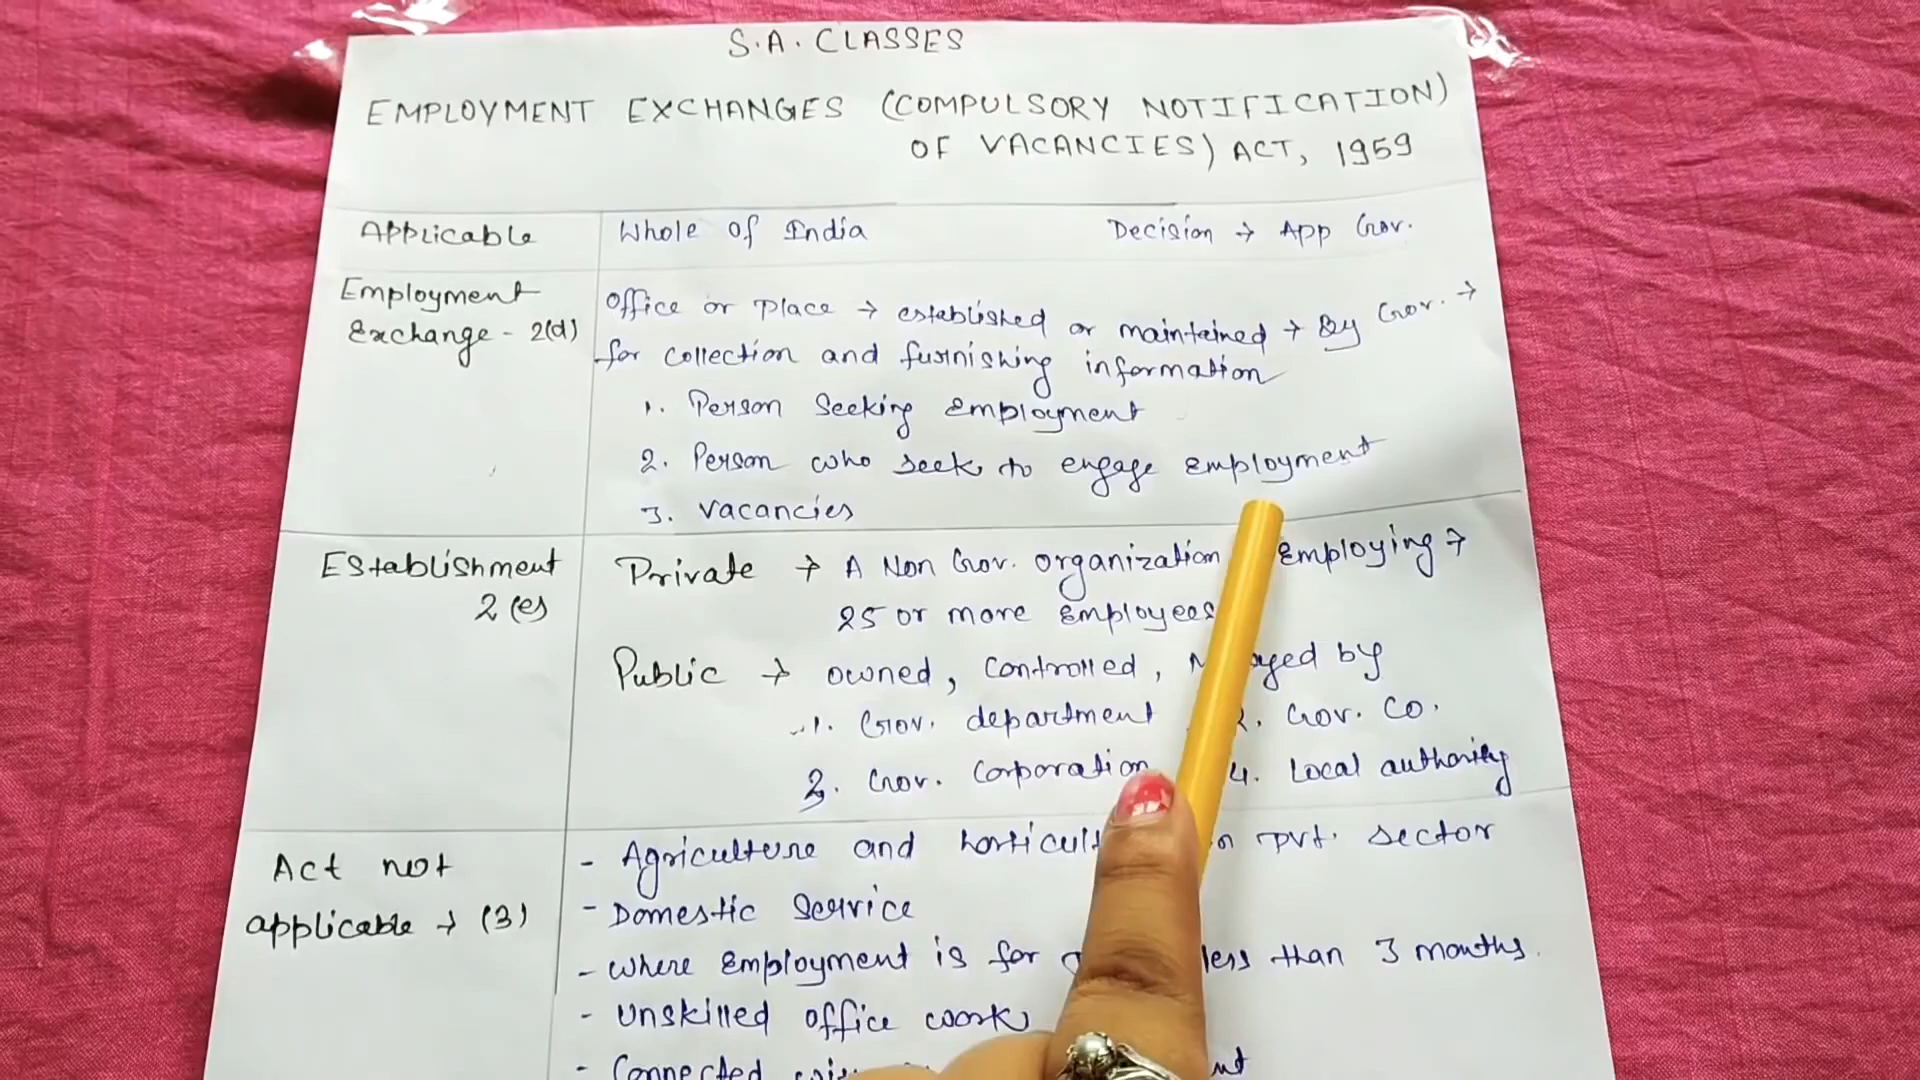 S.A. CLASSES
EMPLOYMENT EXCHANGES (COMPULSORY NOTIFICATION)
OF VACANCIES) ACT, 1959
Applicable Whole of India Decision → App Gov.
Employment Exchange - 2(d)
Office or place → established or maintained → By Gov. →
for collection and furnishing information
1. Person seeking employment
2. Person who seek to engage employment
3. vacancies
Establishment 2(e)
Private → A Non Gov. organization employing →
25 or more employees
Public → owned, controlled, by
1. Gov. department 2. Gov. Co.
3. Gov. Corporation 4. Local authority
Act not applicable → (3)
- Agriculture and pvt. sector
- Domestic service
- where employment is for less than 3 months.
- Unskilled office work
- Connected